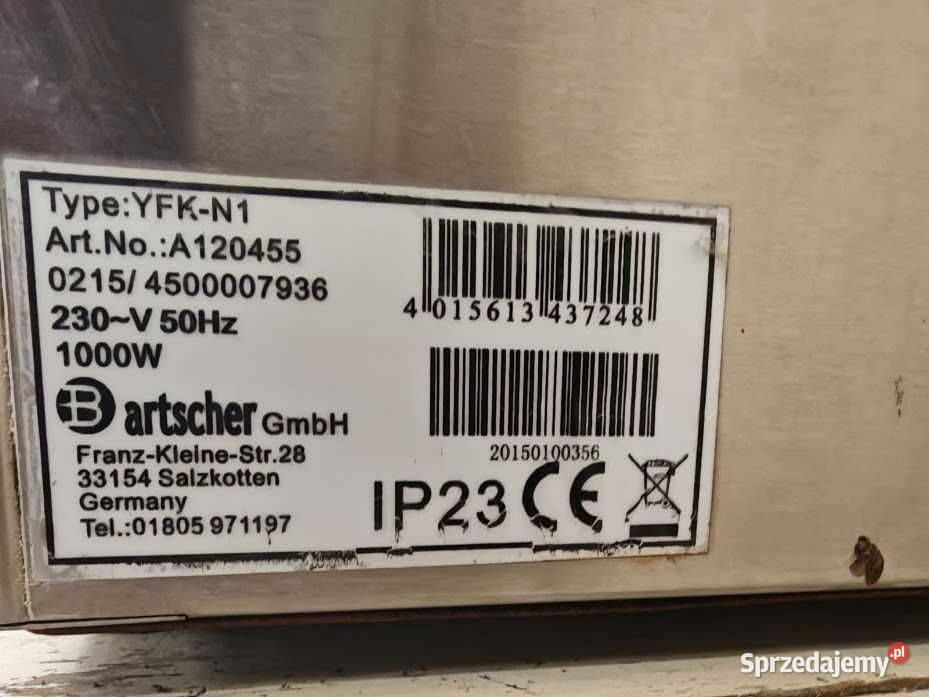 Type:YFK-N1
Art.No.:A120455
0215/ 4500007936
230~V 50Hz
1000W
Bartscher GmbH
Franz-Kleine-Str.28
33154 Salzkotten
Germany
Tel.:01805 971197
4 015613 437248
20150100356
IP23 CE
Sprzedajemy.pl